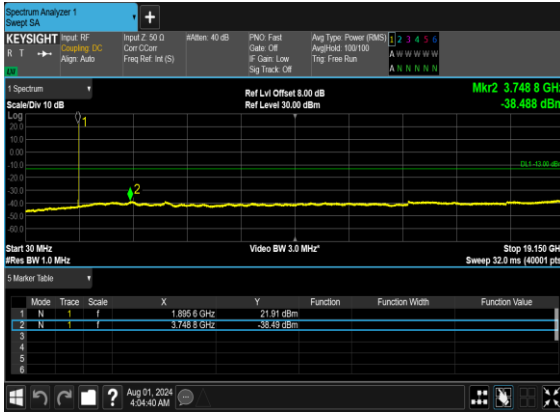 Spectrum Analyzer 1
Swept SA
KEYSIGHT Input: RF Input Z: 50 Ω #Atten: 40 dB PNO: Fast Avg Type: Power (RMS) 1 2 3 4 5 6
R T Coupling: DC Corr CCorr Gate: Off Avg|Hold: 100/100 A W W W W W
Align: Auto Freq Ref: Int (S) IF Gain: Low Trig: Free Run
Sig Track: Off A N N N N N
1 Spectrum Ref Lvl Offset 8.00 dB Mkr2 3.748 8 GHz
Scale/Div 10 dB Ref Level 30.00 dBm -38.488 dBm
Log
1
20.0
10.0
0.00
-10.0
DL1 -13.00 dBm
-20.0
-30.0
2
-40.0
-50.0
-60.0
Start 30 MHz Video BW 3.0 MHz* Stop 19.150 GH
#Res BW 1.0 MHz Sweep 32.0 ms (40001 pts
5 Marker Table
Mode Trace Scale X Y Function Function Width Function Value
1 N 1 f 1.895 6 GHz 21.91 dBm
2 N 1 f 3.748 8 GHz -38.49 dBm
3
4
5
6
? Aug 01, 2024
4:04:40 AM